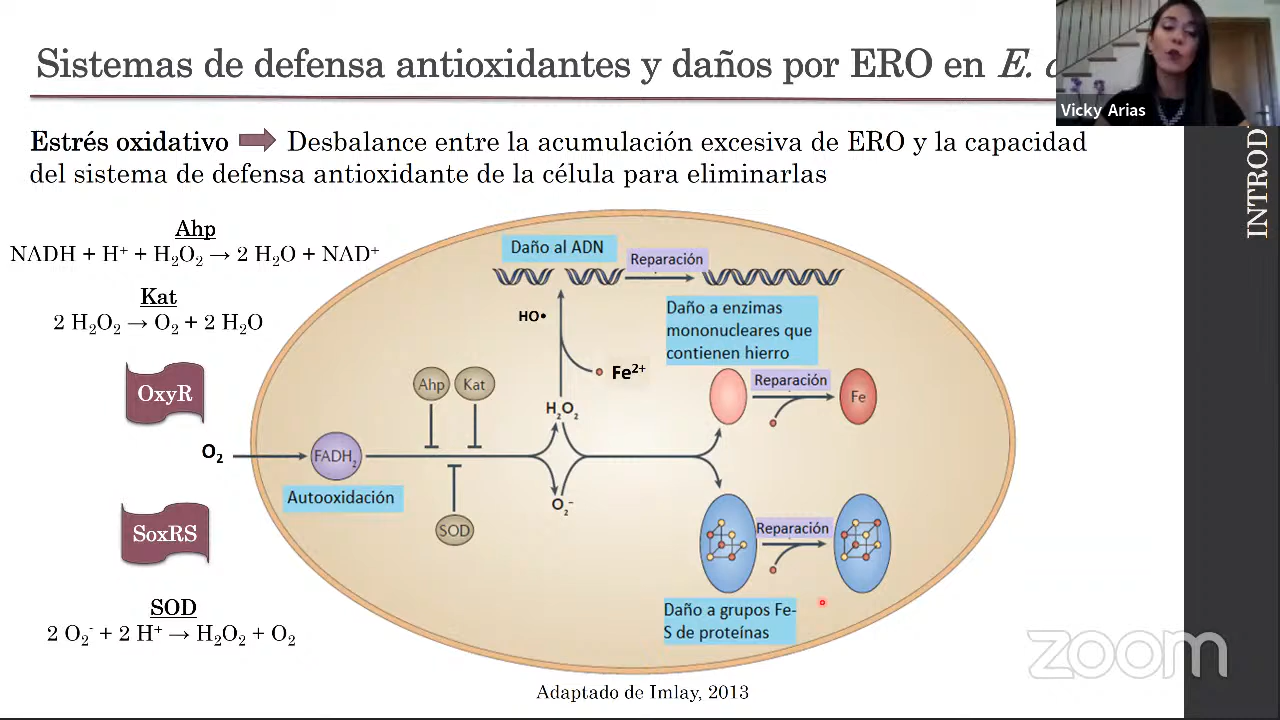 Sistemas de defensa antioxidantes y daños por ERO en E.
Vicky Arias
INTROD
Estrés oxidativo Desbalance entre la acumulación excesiva de ERO y la capacidad
del sistema de defensa antioxidante de la célula para eliminarlas
Ahp
NADH + H⁺ + H₂O₂ → 2 H₂O + NAD⁺
Kat
2 H₂O₂ → O₂ + 2 H₂O
OxyR
SoxRS
SOD
2 O₂⁻ + 2 H⁺ → H₂O₂ + O₂
Daño al ADN
Reparación
HO•
Fe²⁺
Daño a enzimas
mononucleares que
contienen hierro
Ahp
Kat
Reparación
Fe
H₂O₂
O₂
FADH₂
Autooxidación
O₂⁻
SOD
Reparación
Daño a grupos Fe-
S de proteínas
Adaptado de Imlay, 2013
zoom